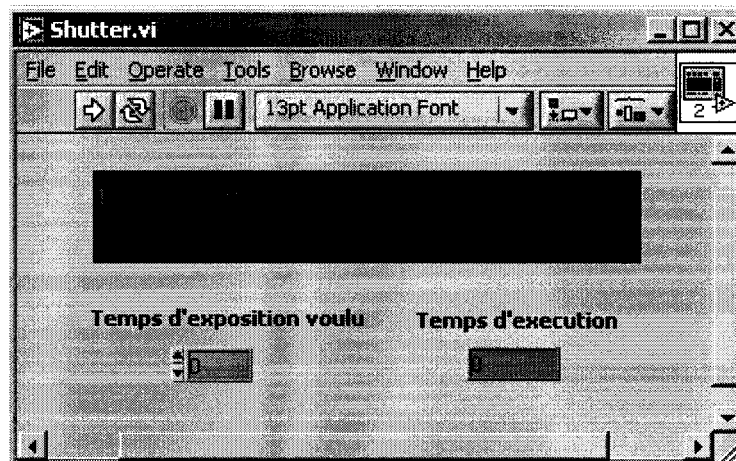 Shutter.vi
File Edit Operate Tools Browse Window Help
13pt Application Font
2
Temps d'exposition voulu Temps d'execution
0 0